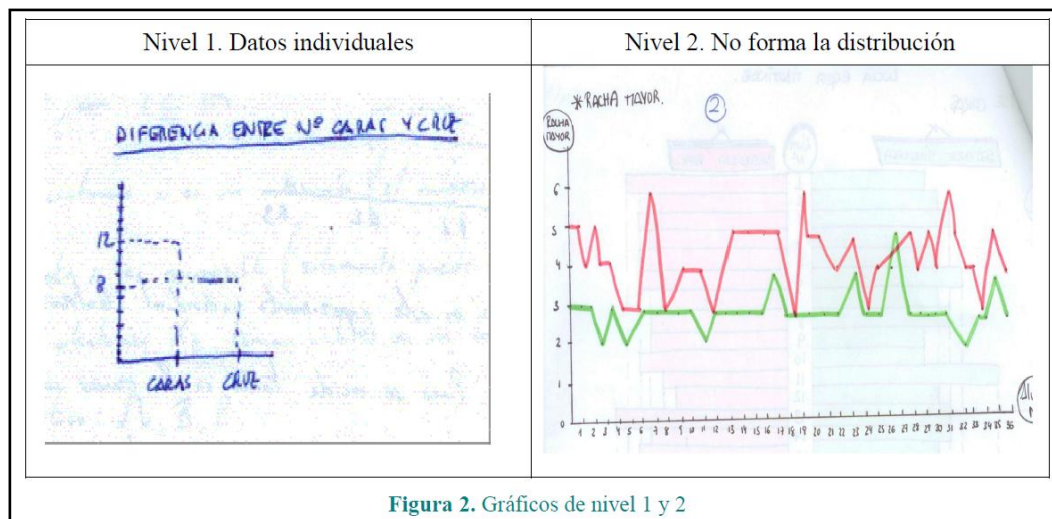 Nivel 1. Datos individuales
Nivel 2. No forma la distribución
DIFERENCIA ENTRE Nº CARAS Y CRUZ
12
8
CARAS CRUZ
* RACHA MAYOR.
2
RACHA
MAYOR
6
5
4
3
2
1
0
1 2 3 4 5 6 7 8 9 10 11 12 13 14 15 16 17 18 19 20 21 22 23 24 25 26 27 28 29 30 31 32 33 34 35 36
Figura 2. Gráficos de nivel 1 y 2